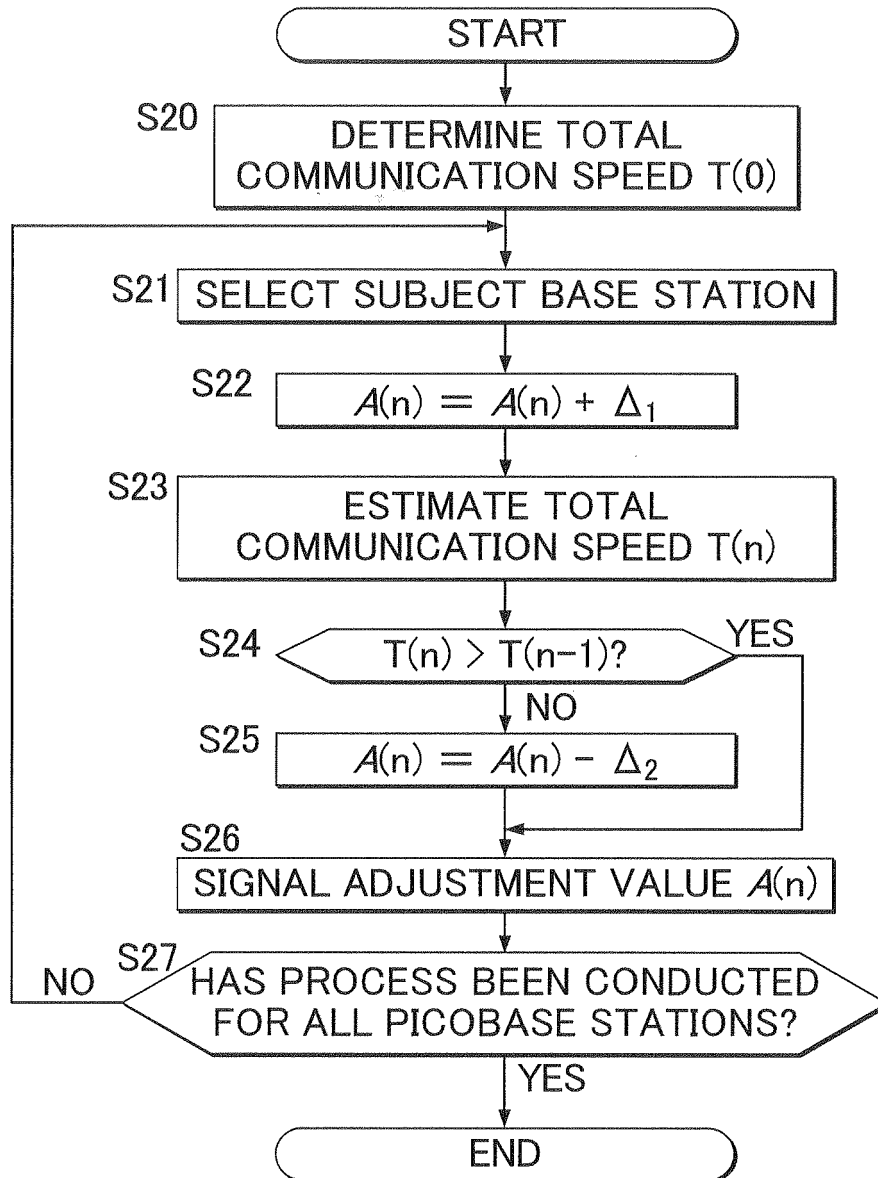 START
S20
DETERMINE TOTAL
COMMUNICATION SPEED T(0)
S21
SELECT SUBJECT BASE STATION
S22
A(n) = A(n) + Δ₁
S23
ESTIMATE TOTAL
COMMUNICATION SPEED T(n)
S24
T(n) > T(n-1)?
YES
NO
S25
A(n) = A(n) - Δ₂
S26
SIGNAL ADJUSTMENT VALUE A(n)
S27
NO
HAS PROCESS BEEN CONDUCTED
FOR ALL PICOBASE STATIONS?
YES
END